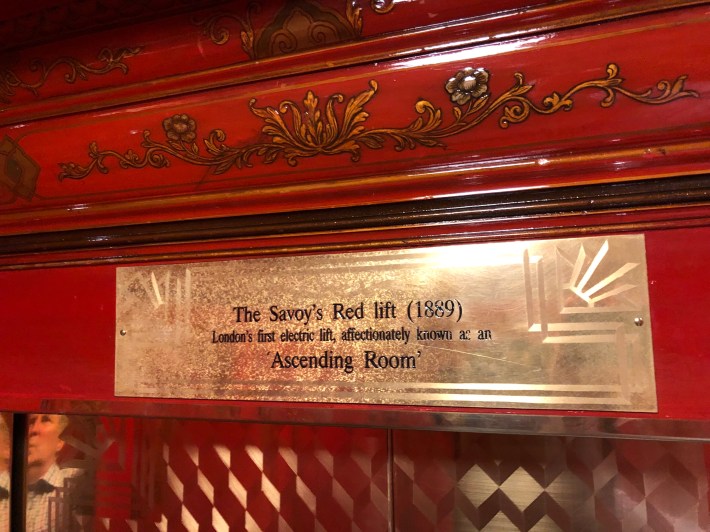 The Savoy's Red lift (1889)
London's first electric lift, affectionately known as an
'Ascending Room'